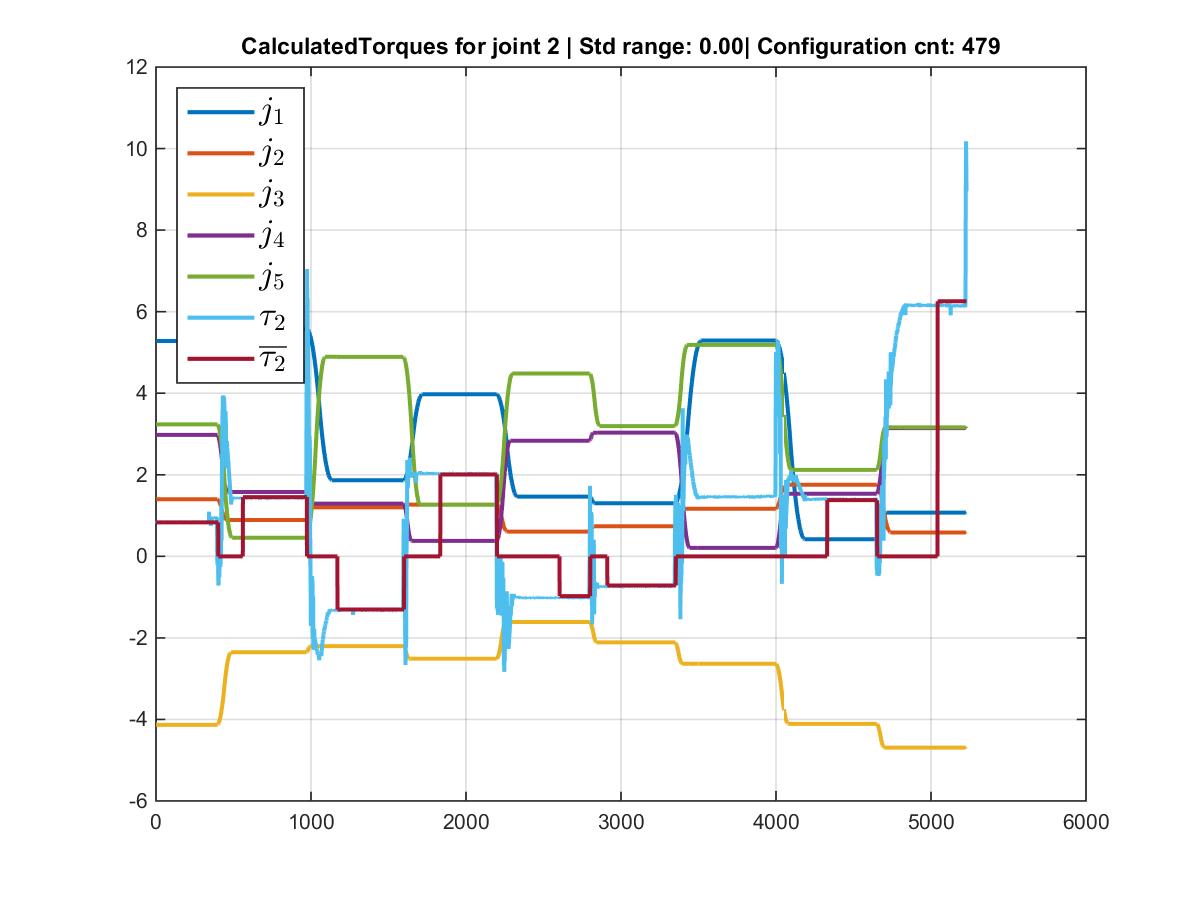 CalculatedTorques for joint 2 | Std range: 0.00| Configuration cnt: 479
12
10
8
6
4
2
0
-2
-4
-6
j₁
j₂
j₃
j₄
j₅
τ₂
τ₂̅
0 1000 2000 3000 4000 5000 6000